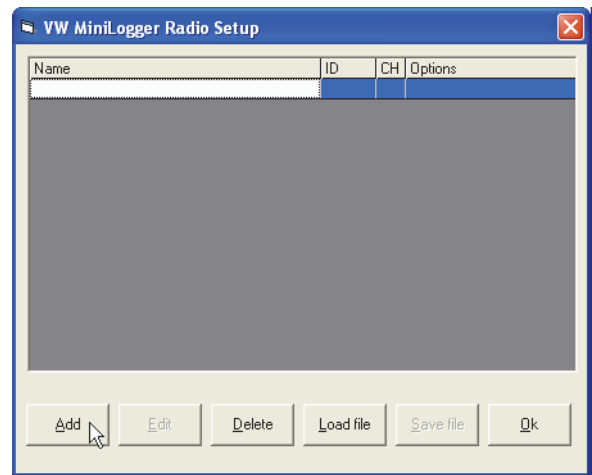 VW MiniLogger Radio Setup
Name ID CH Options
Add Edit Delete Load file Save file Ok